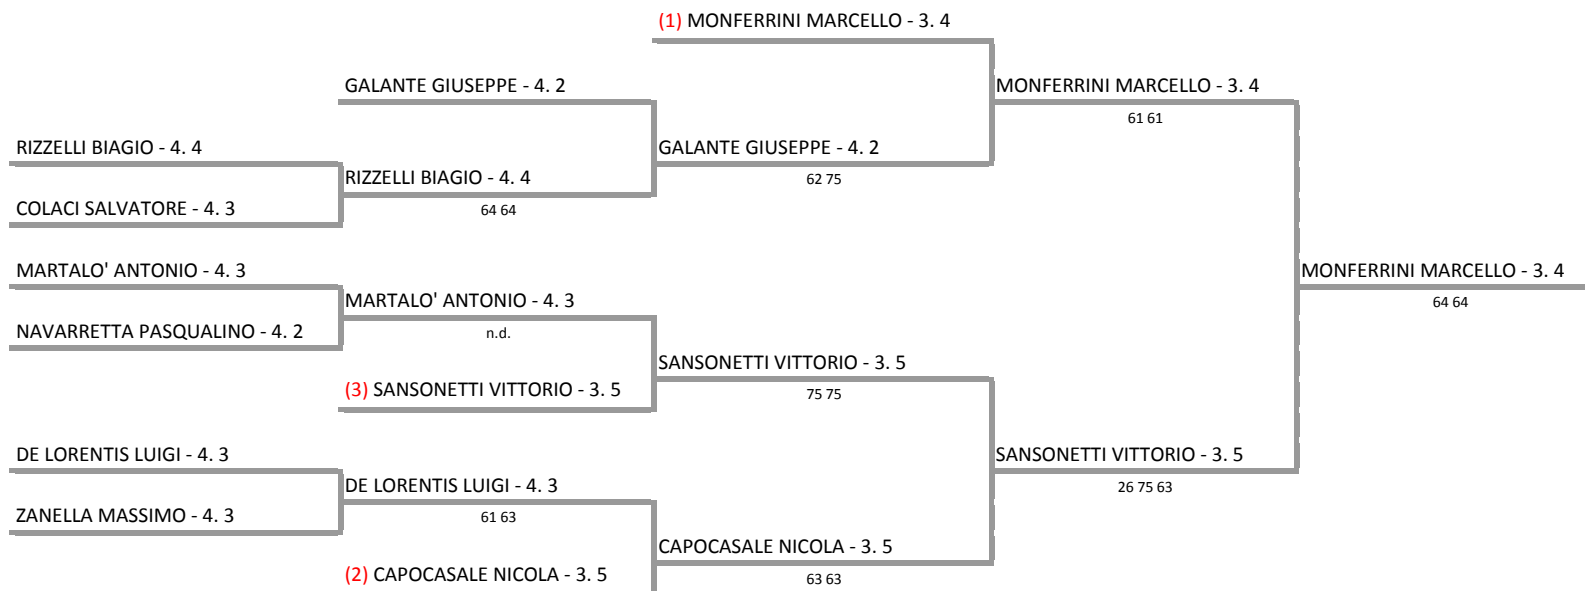 (1) MONFERRINI MARCELLO - 3. 4
GALANTE GIUSEPPE - 4. 2
MONFERRINI MARCELLO - 3. 4
61 61
RIZZELLI BIAGIO - 4. 4
GALANTE GIUSEPPE - 4. 2
62 75
RIZZELLI BIAGIO - 4. 4
64 64
COLACI SALVATORE - 4. 3
MARTALO' ANTONIO - 4. 3
MONFERRINI MARCELLO - 3. 4
64 64
MARTALO' ANTONIO - 4. 3
n.d.
NAVARRETTA PASQUALINO - 4. 2
SANSONETTI VITTORIO - 3. 5
75 75
(3) SANSONETTI VITTORIO - 3. 5
DE LORENTIS LUIGI - 4. 3
SANSONETTI VITTORIO - 3. 5
26 75 63
DE LORENTIS LUIGI - 4. 3
61 63
ZANELLA MASSIMO - 4. 3
CAPOCASALE NICOLA - 3. 5
63 63
(2) CAPOCASALE NICOLA - 3. 5